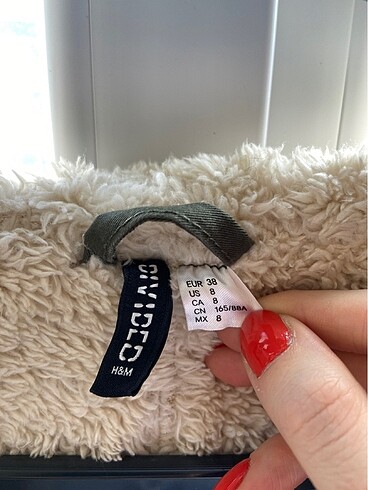 DIVIDED
H&M
EUR 38
US 8
CA 8
CN 165/88A
MX 8